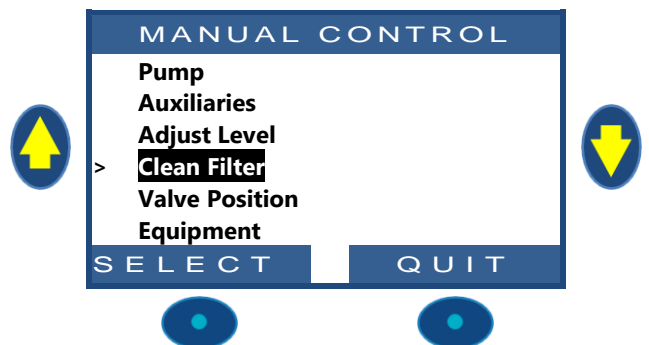 MANUAL CONTROL
Pump
Auxiliaries
Adjust Level
> Clean Filter
Valve Position
Equipment
SELECT QUIT